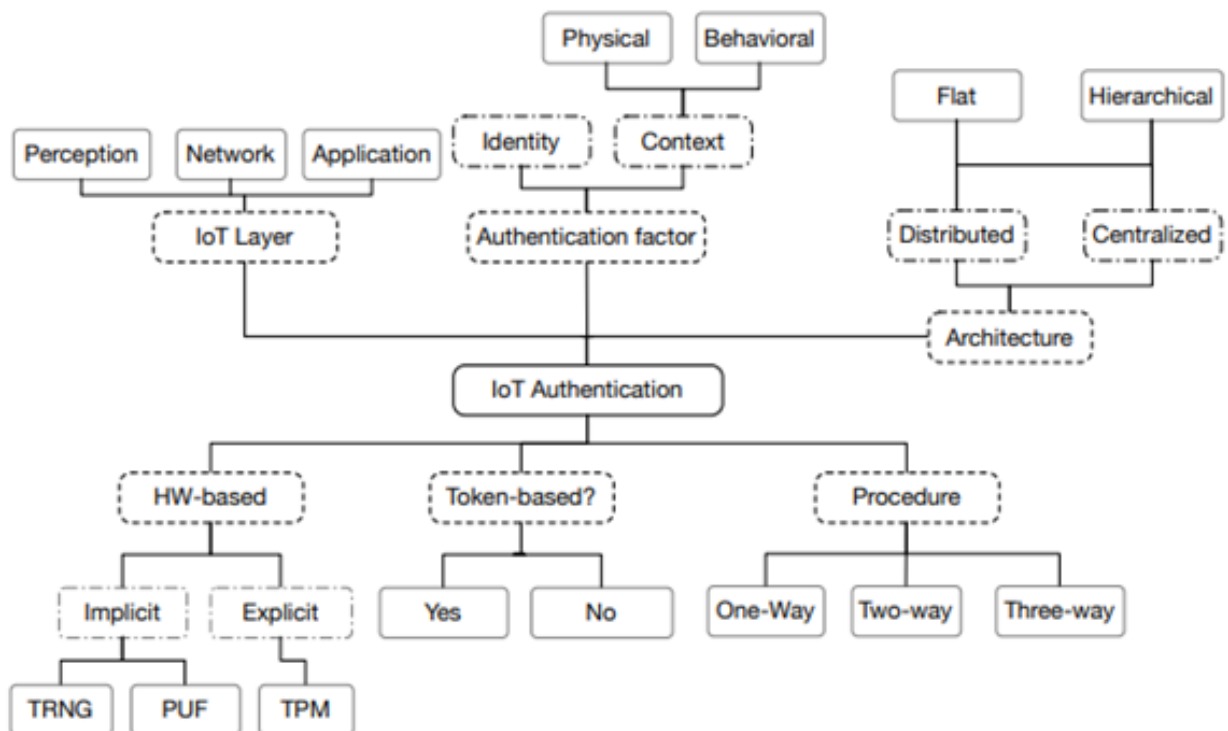 Physical
Behavioral
Flat
Hierarchical
Identity
Context
Perception
Network
Application
IoT Layer
Authentication factor
Distributed
Centralized
Architecture
IoT Authentication
HW-based
Token-based?
Procedure
Implicit
Explicit
Yes
No
One-Way
Two-way
Three-way
TRNG
PUF
TPM